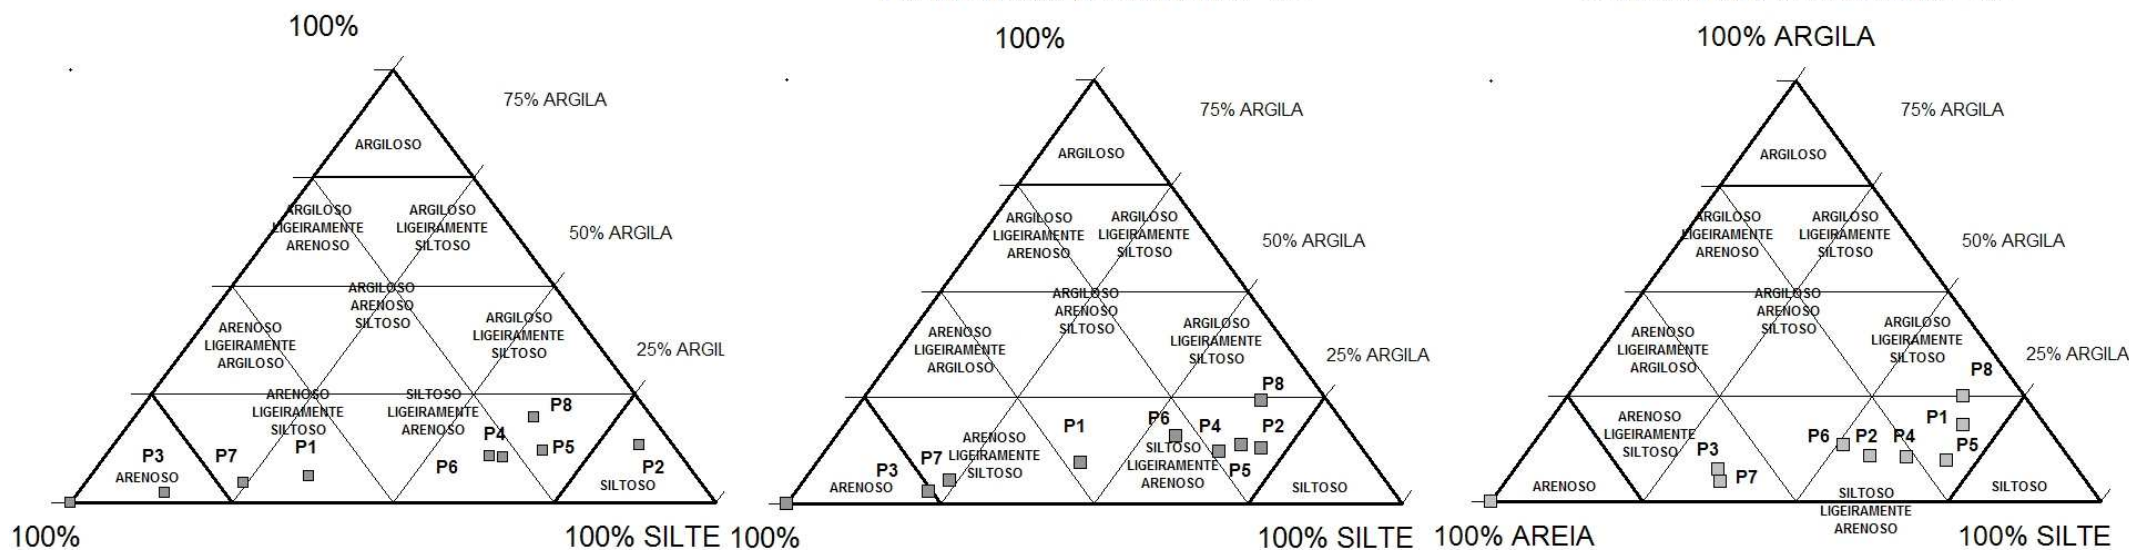 100%
75% ARGILA
ARGILOSO
ARGILOSO
LIGEIRAMENTE
ARENOSO
ARGILOSO
LIGEIRAMENTE
SILTOSO
50% ARGILA
ARGILOSO
ARENOSO
SILTOSO
ARENOSO
LIGEIRAMENTE
ARGILOSO
ARGILOSO
LIGEIRAMENTE
SILTOSO
25% ARGIL
ARENOSO
LIGEIRAMENTE
SILTOSO
SILTOSO
LIGEIRAMENTE
ARENOSO
P8
P4
P1
P5
P3
P7
P6
P2
ARENOSO
SILTOSO
100%
100% SILTE
100%
75% ARGILA
ARGILOSO
ARGILOSO
LIGEIRAMENTE
ARENOSO
ARGILOSO
LIGEIRAMENTE
SILTOSO
50% ARGILA
ARGILOSO
ARENOSO
SILTOSO
ARENOSO
LIGEIRAMENTE
ARGILOSO
ARGILOSO
LIGEIRAMENTE
SILTOSO
25% ARGILA
P8
P6
P1
P4
P2
ARENOSO
LIGEIRAMENTE
SILTOSO
SILTOSO
LIGEIRAMENTE
ARENOSO
P7
P3
P5
ARENOSO
SILTOSO
100%
100% SILTE
100% ARGILA
75% ARGILA
ARGILOSO
ARGILOSO
LIGEIRAMENTE
ARENOSO
ARGILOSO
LIGEIRAMENTE
SILTOSO
50% ARGILA
ARGILOSO
ARENOSO
SILTOSO
ARENOSO
LIGEIRAMENTE
ARGILOSO
ARGILOSO
LIGEIRAMENTE
SILTOSO
25% ARGILA
P8
ARENOSO
LIGEIRAMENTE
SILTOSO
P1
P6
P2
P4
P5
P3
P7
ARENOSO
SILTOSO
LIGEIRAMENTE
ARENOSO
SILTOSO
100% AREIA
100% SILTE